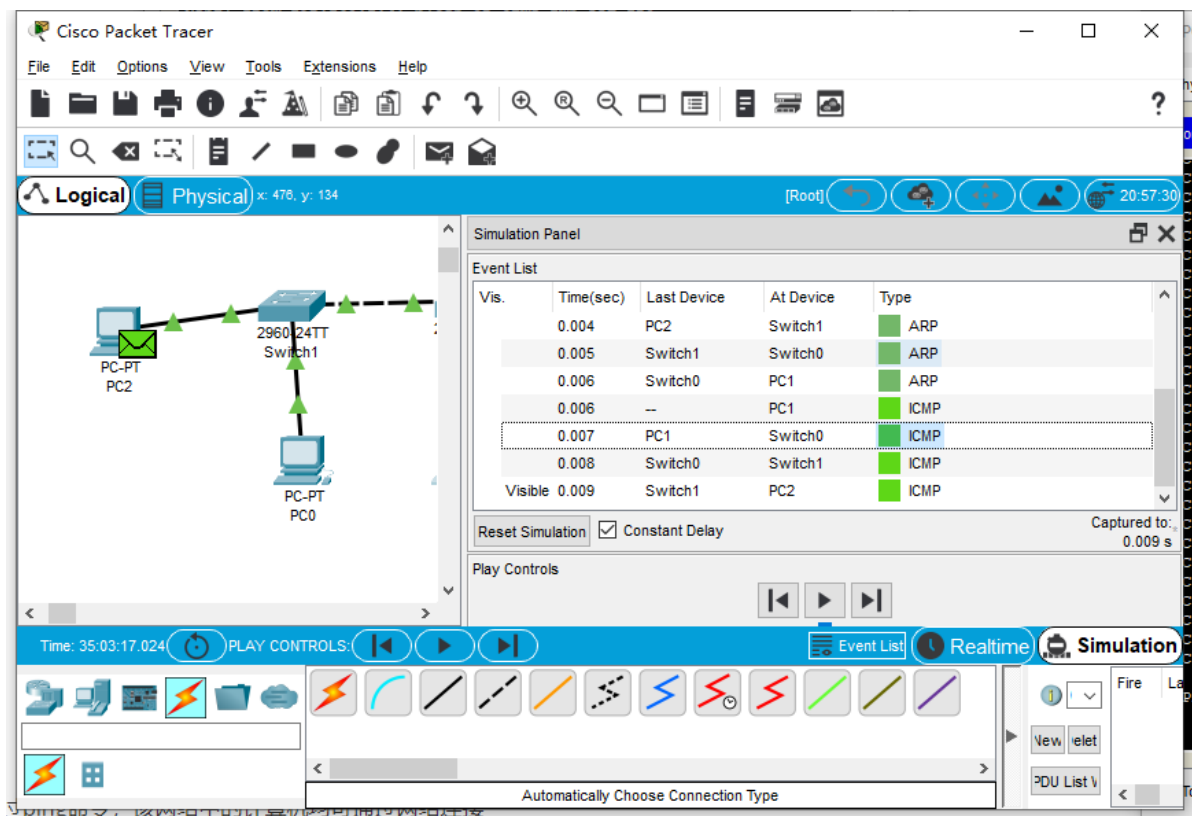 Cisco Packet Tracer
File Edit Options View Tools Extensions Help
Logical Physical x: 476, y: 134 [Root] 20:57:30
Simulation Panel
Event List
Vis. Time(sec) Last Device At Device Type
0.004 PC2 Switch1 ARP
0.005 Switch1 Switch0 ARP
0.006 Switch0 PC1 ARP
0.006 -- PC1 ICMP
0.007 PC1 Switch0 ICMP
0.008 Switch0 Switch1 ICMP
Visible 0.009 Switch1 PC2 ICMP
2960-24TT
Switch1
PC-PT
PC2
PC-PT
PC0
Reset Simulation Constant Delay
Captured to:
0.009 s
Play Controls
Time: 35:03:17.024 PLAY CONTROLS: Event List Realtime Simulation
Fire La
1
New elet
PDU List
Automatically Choose Connection Type